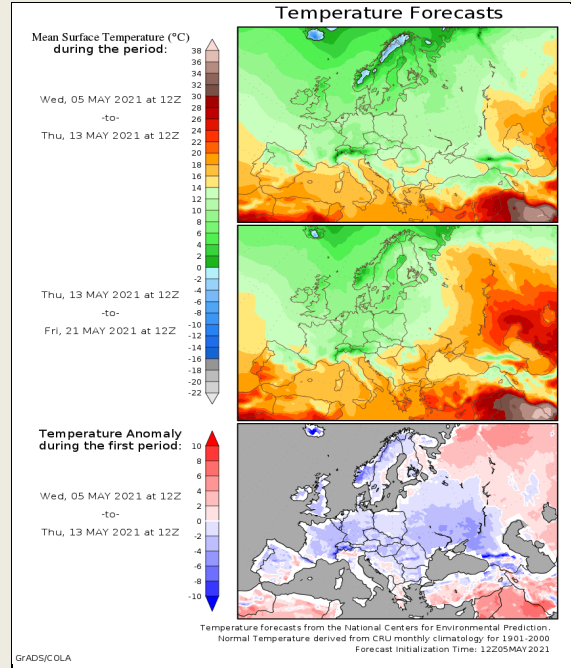 Temperature Forecasts
Mean Surface Temperature (°C)
during the period:
Wed, 05 MAY 2021 at 12Z
-to-
Thu, 13 MAY 2021 at 12Z
38
36
34
32
30
28
26
24
22
20
18
16
14
12
10
8
6
4
2
0
-2
-4
-6
-8
-10
-12
-14
-16
-18
-20
-22
Thu, 13 MAY 2021 at 12Z
-to-
Fri, 21 MAY 2021 at 12Z
Temperature Anomaly
during the first period:
Wed, 05 MAY 2021 at 12Z
-to-
Thu, 13 MAY 2021 at 12Z
10
8
6
4
2
0
-2
-4
-6
-8
-10
Temperature forecasts from the National Centers for Environmental Prediction.
Normal Temperature derived from CRU monthly climatology for 1901-2000
Forecast Initialization Time: 12Z05MAY2021
GrADS/COLA